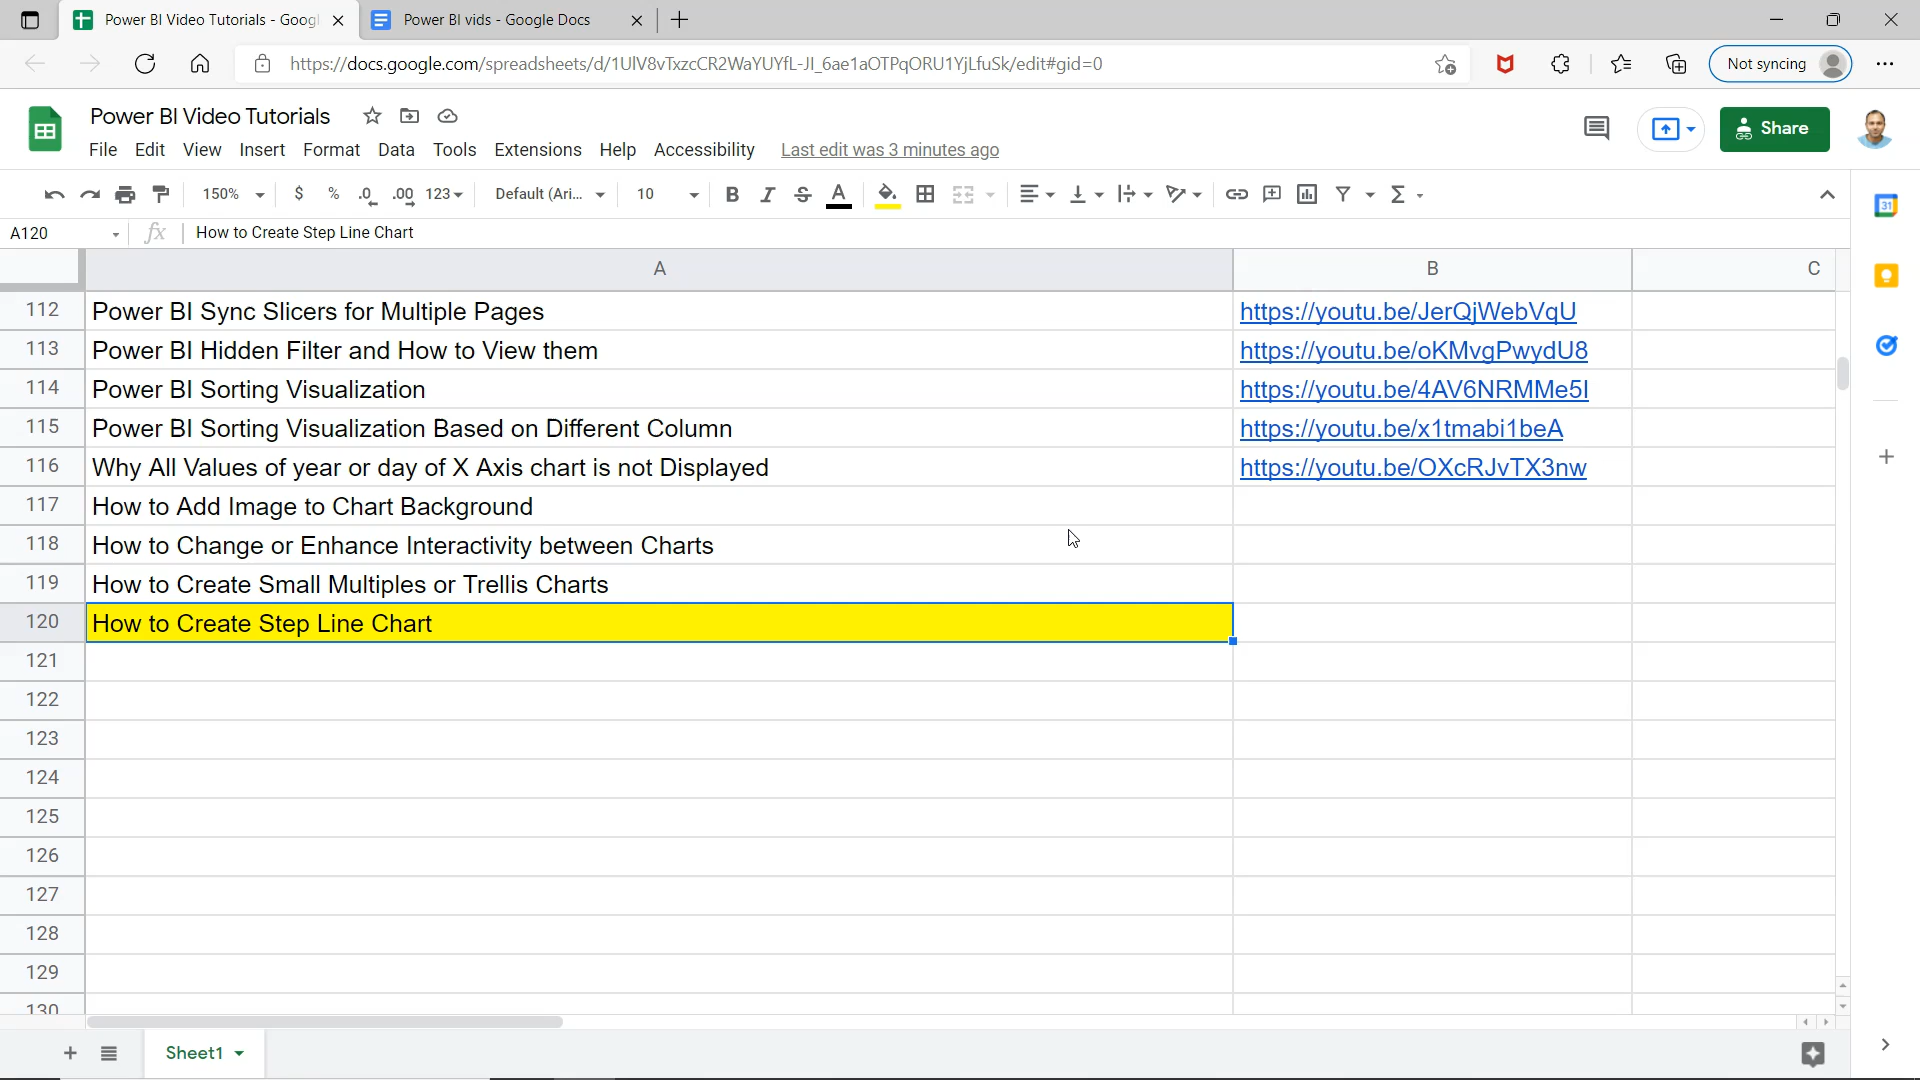 Power BI Video Tutorials - Googl
Power BI vids - Google Docs
https://docs.google.com/spreadsheets/d/1UlV8vTxzcCR2WaYUYfL-JI_6ae1aOTPqORU1YjLfuSk/edit#gid=0
Not syncing
Power BI Video Tutorials
File Edit View Insert Format Data Tools Extensions Help Accessibility Last edit was 3 minutes ago
Share
150% $ % .0 .00 123 Default (Ari... 10 B I S A Σ
31
A120 fx How to Create Step Line Chart
A B C
112 Power BI Sync Slicers for Multiple Pages https://youtu.be/JerQjWebVqU
113 Power BI Hidden Filter and How to View them https://youtu.be/oKMvgPwydU8
114 Power BI Sorting Visualization https://youtu.be/4AV6NRMMe5I
115 Power BI Sorting Visualization Based on Different Column https://youtu.be/x1tmabi1beA
116 Why All Values of year or day of X Axis chart is not Displayed https://youtu.be/OXcRJvTX3nw
117 How to Add Image to Chart Background
118 How to Change or Enhance Interactivity between Charts
119 How to Create Small Multiples or Trellis Charts
120 How to Create Step Line Chart
121
122
123
124
125
126
127
128
129
130
Sheet1